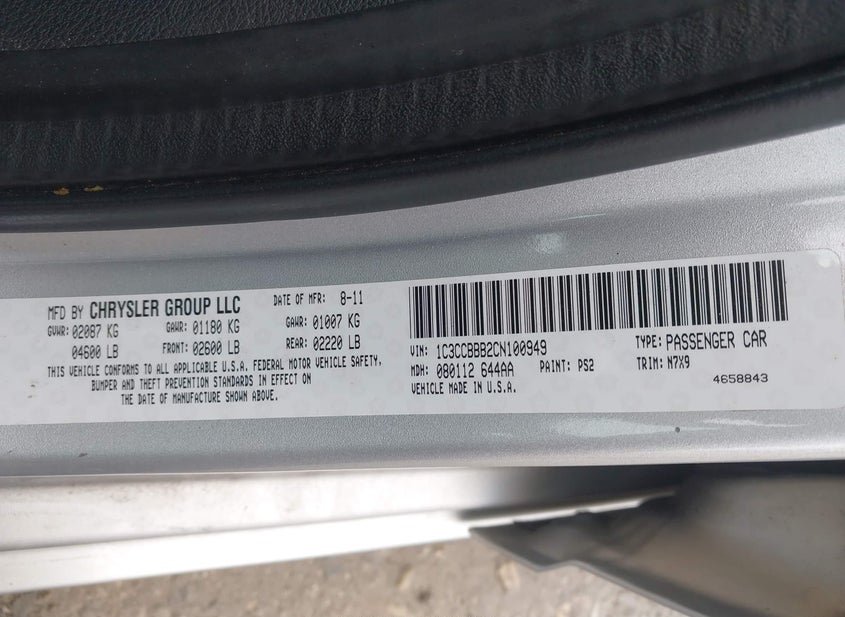 MFD BY CHRYSLER GROUP LLC DATE OF MFR: 8-11
GVWR: 02087 KG GAWR: 01180 KG GAWR: 01007 KG
04600 LB FRONT: 02600 LB REAR: 02220 LB
THIS VEHICLE CONFORMS TO ALL APPLICABLE U.S.A. FEDERAL MOTOR VEHICLE SAFETY,
BUMPER AND THEFT PREVENTION STANDARDS IN EFFECT ON
THE DATE OF MANUFACTURE SHOWN ABOVE.
VIN: 1C3CCBBB2CN100949 TYPE: PASSENGER CAR
MDH: 080112 644AA PAINT: PS2 TRIM: N7X9
VEHICLE MADE IN U.S.A. 4658843